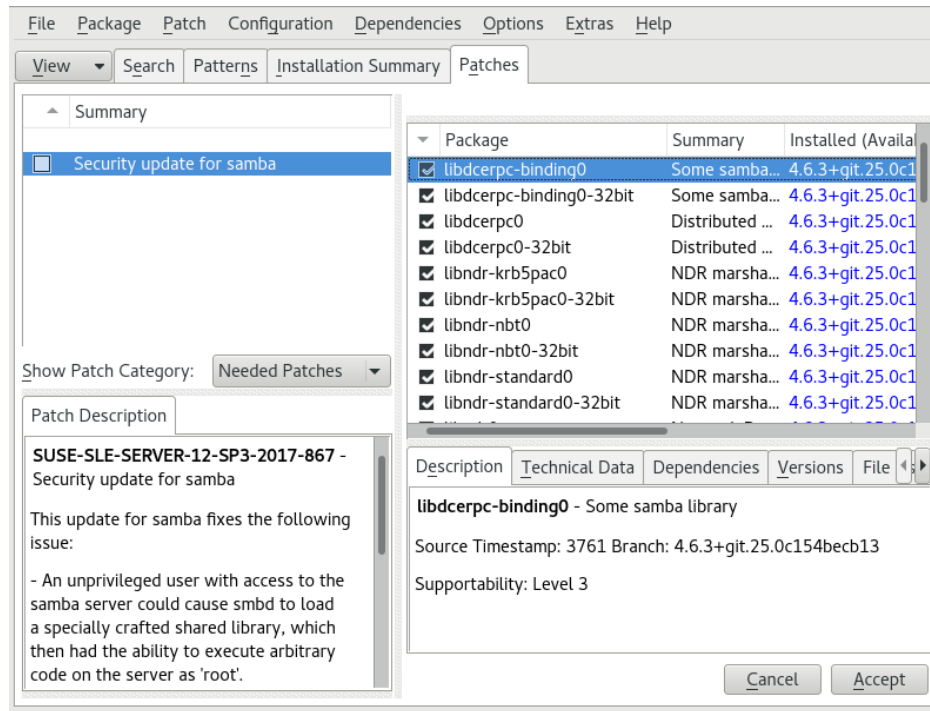 File Package Patch Configuration Dependencies Options Extras Help
View Search Patterns Installation Summary Patches
Summary
Security update for samba
Show Patch Category: Needed Patches
Patch Description
SUSE-SLE-SERVER-12-SP3-2017-867 -
Security update for samba
This update for samba fixes the following
issue:
- An unprivileged user with access to the
samba server could cause smbd to load
a specially crafted shared library, which
then had the ability to execute arbitrary
code on the server as 'root'.
Package Summary Installed (Availa
libdcerpc-binding0 Some samba... 4.6.3+git.25.0c1
libdcerpc-binding0-32bit Some samba... 4.6.3+git.25.0c1
libdcerpc0 Distributed ... 4.6.3+git.25.0c1
libdcerpc0-32bit Distributed ... 4.6.3+git.25.0c1
libndr-krb5pac0 NDR marsha... 4.6.3+git.25.0c1
libndr-krb5pac0-32bit NDR marsha... 4.6.3+git.25.0c1
libndr-nbt0 NDR marsha... 4.6.3+git.25.0c1
libndr-nbt0-32bit NDR marsha... 4.6.3+git.25.0c1
libndr-standard0 NDR marsha... 4.6.3+git.25.0c1
libndr-standard0-32bit NDR marsha... 4.6.3+git.25.0c1
Description Technical Data Dependencies Versions File
libdcerpc-binding0 - Some samba library
Source Timestamp: 3761 Branch: 4.6.3+git.25.0c154becb13
Supportability: Level 3
Cancel Accept